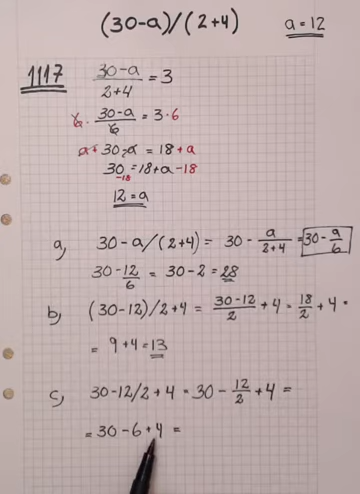 (30-a)/(2+4) a=12
1117 30-a/2+4 = 3
6 · 30-a/6 = 3·6
a+30-a = 18+a
30-18 = 18+a-18
12=a
a) 30-a/(2+4) = 30 - a/2+4 = 30 - a/6
30-12/6 = 30-2 = 28
b) (30-12)/2+4 = 30-12/2 + 4 = 18/2 + 4 =
= 9+4 = 13
c) 30-12/2+4 = 30 - 12/2 + 4 =
= 30-6+4 =